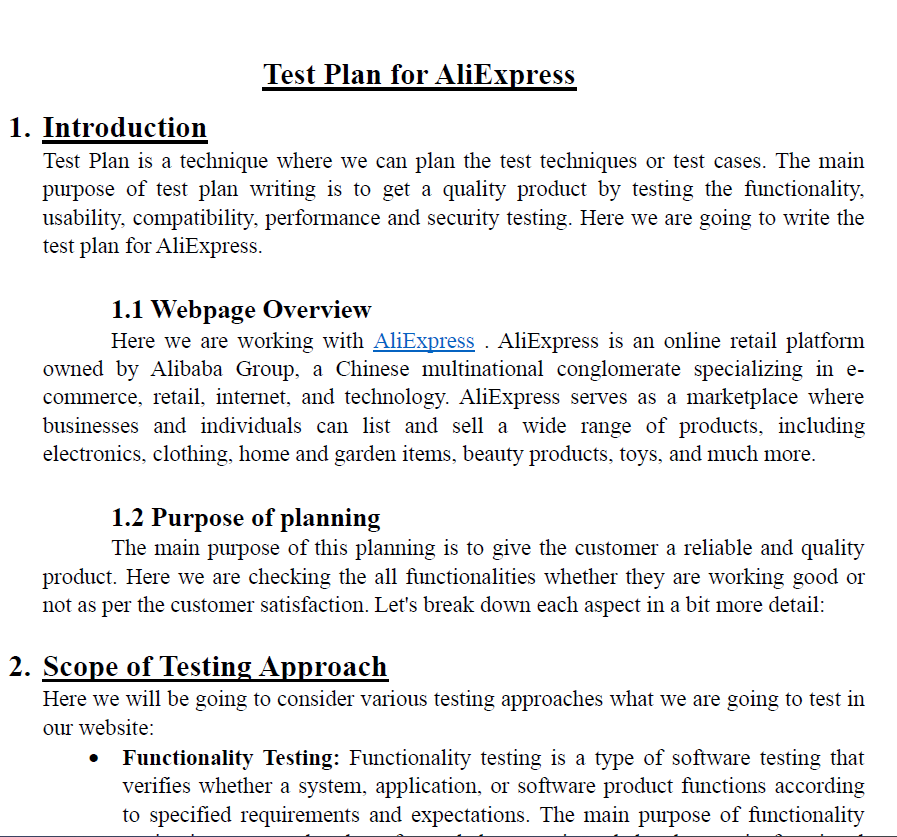 Test Plan for AliExpress
1. Introduction
Test Plan is a technique where we can plan the test techniques or test cases. The main
purpose of test plan writing is to get a quality product by testing the functionality,
usability, compatibility, performance and security testing. Here we are going to write the
test plan for AliExpress.
1.1 Webpage Overview
Here we are working with AliExpress . AliExpress is an online retail platform
owned by Alibaba Group, a Chinese multinational conglomerate specializing in e-
commerce, retail, internet, and technology. AliExpress serves as a marketplace where
businesses and individuals can list and sell a wide range of products, including
electronics, clothing, home and garden items, beauty products, toys, and much more.
1.2 Purpose of planning
The main purpose of this planning is to give the customer a reliable and quality
product. Here we are checking the all functionalities whether they are working good or
not as per the customer satisfaction. Let's break down each aspect in a bit more detail:
2. Scope of Testing Approach
Here we will be going to consider various testing approaches what we are going to test in
our website:
• Functionality Testing: Functionality testing is a type of software testing that
verifies whether a system, application, or software product functions according
to specified requirements and expectations. The main purpose of functionality